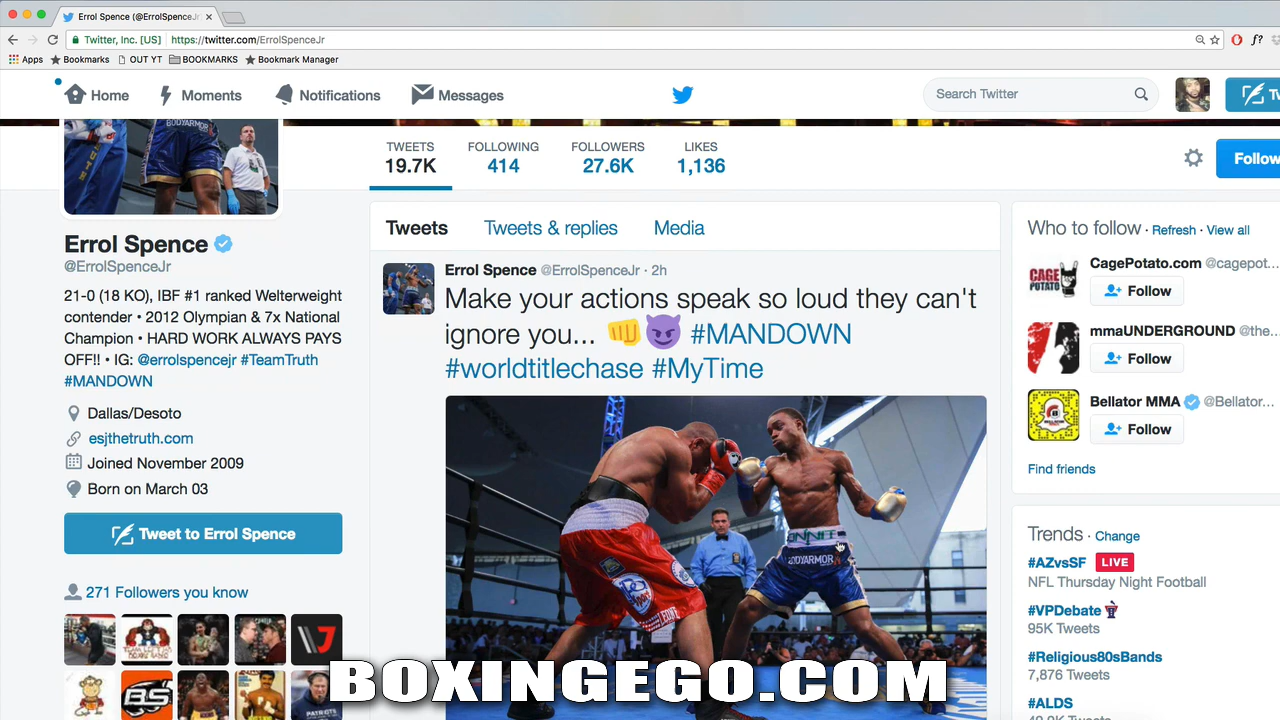 Errol Spence (@ErrolSpenceJr
Twitter, Inc. [US] https://twitter.com/ErrolSpenceJr
Apps Bookmarks OUT YT BOOKMARKS Bookmark Manager
Home Moments Notifications Messages
Search Twitter
BODYARMOR
TWEETS FOLLOWING FOLLOWERS LIKES
19.7K 414 27.6K 1,136
Follow
Errol Spence
@ErrolSpenceJr
21-0 (18 KO), IBF #1 ranked Welterweight
contender • 2012 Olympian & 7x National
Champion • HARD WORK ALWAYS PAYS
OFF!! • IG: @errolspencejr #TeamTruth
#MANDOWN
Dallas/Desoto
esjthetruth.com
Joined November 2009
Born on March 03
Tweet to Errol Spence
271 Followers you know
Tweets Tweets & replies Media
Errol Spence @ErrolSpenceJr · 2h
Make your actions speak so loud they can't
ignore you... 👊😈 #MANDOWN
#worldtitlechase #MyTime
ONNIT
BODYARMOR
Who to follow · Refresh · View all
CAGE
POTATO
CagePotato.com @cagepot...
Follow
mmaUNDERGROUND @the...
Follow
Bellator MMA @Bellator...
Follow
Find friends
Trends · Change
#AZvsSF LIVE
NFL Thursday Night Football
#VPDebate
95K Tweets
#Religious80sBands
7,876 Tweets
#ALDS
BS
PATRIOTS
BOXINGEGO.COM